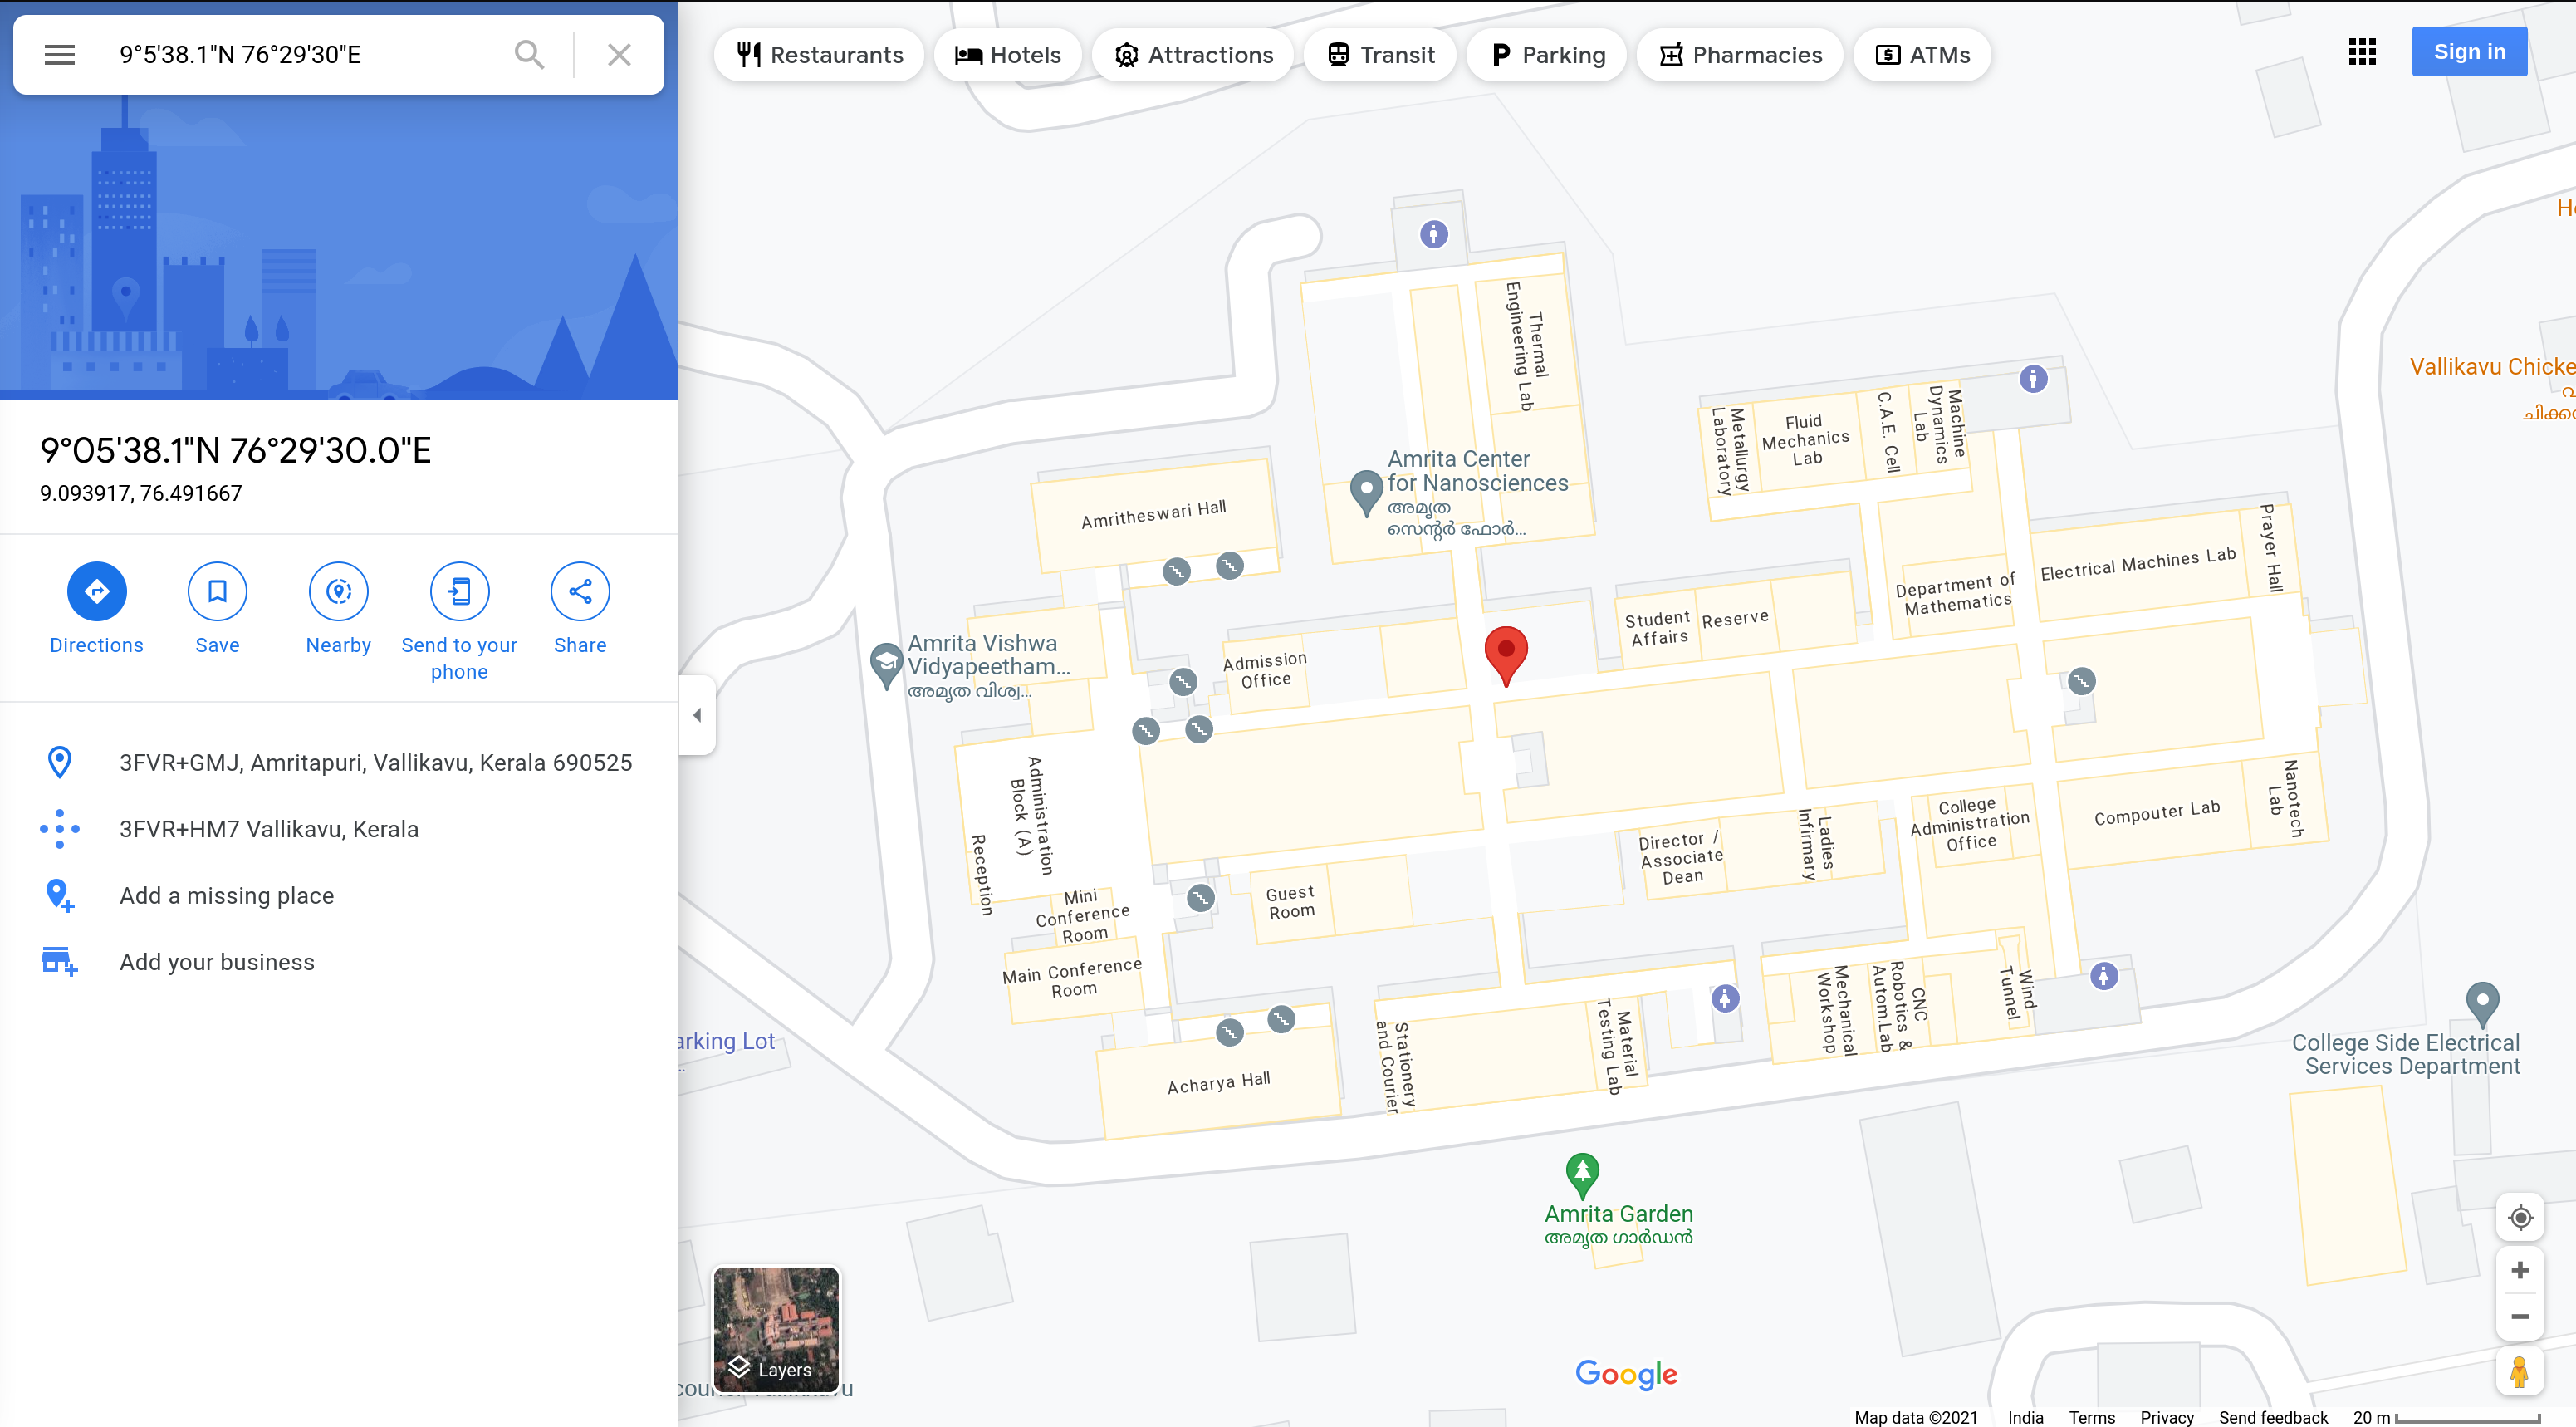 9°5'38.1"N 76°29'30"E
Restaurants
Hotels
Attractions
Transit
Parking
Pharmacies
ATMs
Sign in
9°05'38.1"N 76°29'30.0"E
9.093917, 76.491667
Directions
Save
Nearby
Send to your
phone
Share
3FVR+GMJ, Amritapuri, Vallikavu, Kerala 690525
3FVR+HM7 Vallikavu, Kerala
Add a missing place
Add your business
Thermal
Engineering Lab
Vallikavu Chicke
Metallurgy
Laboratory
Fluid
Mechanics
Lab
C.A.E. Cell
Machine
Dynamics
Lab
Amrita Center
for Nanosciences
അമൃത
സെന്റർ ഫോർ...
Amritheswari Hall
Prayer Hall
Electrical Machines Lab
Department of
Mathematics
Student
Affairs
Reserve
Amrita Vishwa
Vidyapeetham...
അമൃത വിശ്വ...
Admission
Office
Administration
Block (A)
Reception
Nanotech
Lab
Compouter Lab
College
Administration
Office
Ladies
Infirmary
Director /
Associate
Dean
Guest
Room
Mini
Conference
Room
Main Conference
Room
Wind
Tunnel
CNC
Robotics &
Autom.Lab
Mechanical
Workshop
Material
Testing Lab
Stationery
and Courier
Acharya Hall
arking Lot
College Side Electrical
Services Department
Amrita Garden
അമൃത ഗാർഡൻ
Layers
Google
Map data ©2021
India
Terms
Privacy
Send feedback
20 m